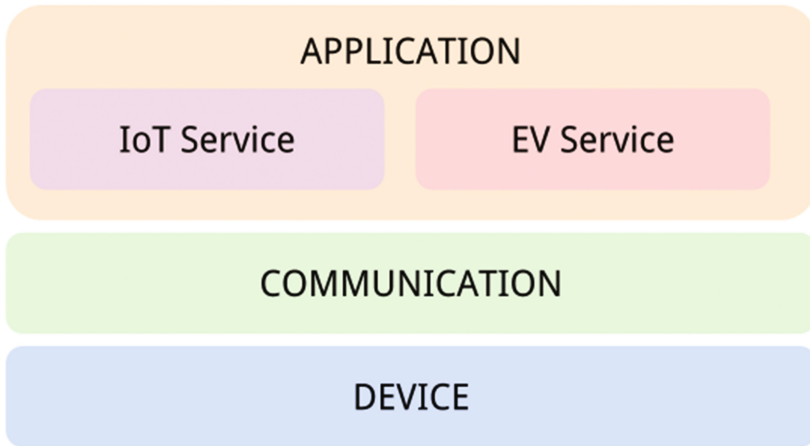 APPLICATION
IoT Service
EV Service
COMMUNICATION
DEVICE